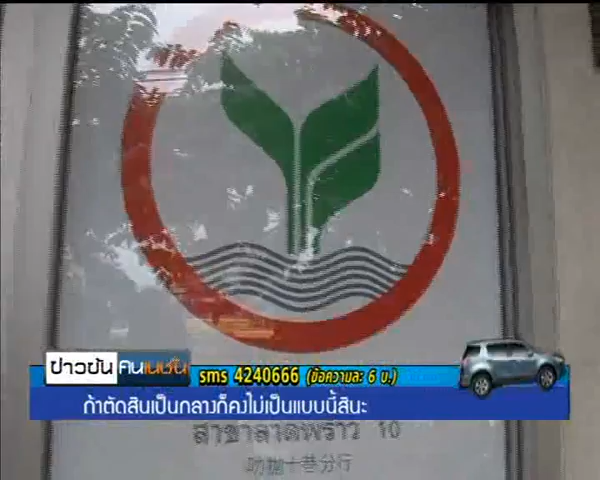 ข่าวข้น คนเนชั่น sms 4240666 (ข้อความละ 6 บ.)
ถ้าตัดสินเป็นกลางก็คงไม่เป็นแบบนี้สินะ
สาขาลาดพร้าว 10